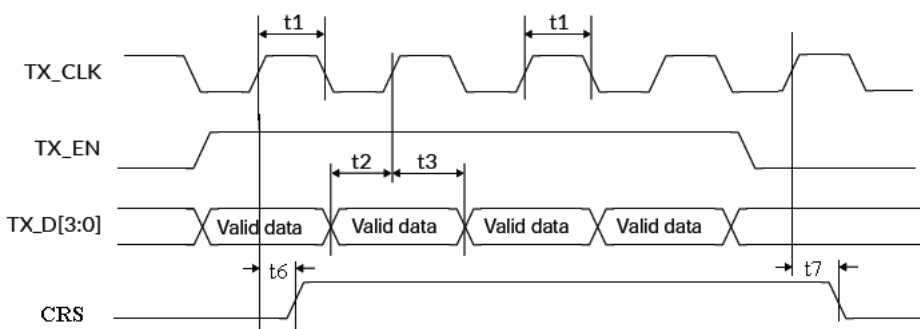 t1 t1
TX_CLK
TX_EN
t2 t3
TX_D[3:0] Valid data Valid data Valid data Valid data
t6 t7
CRS